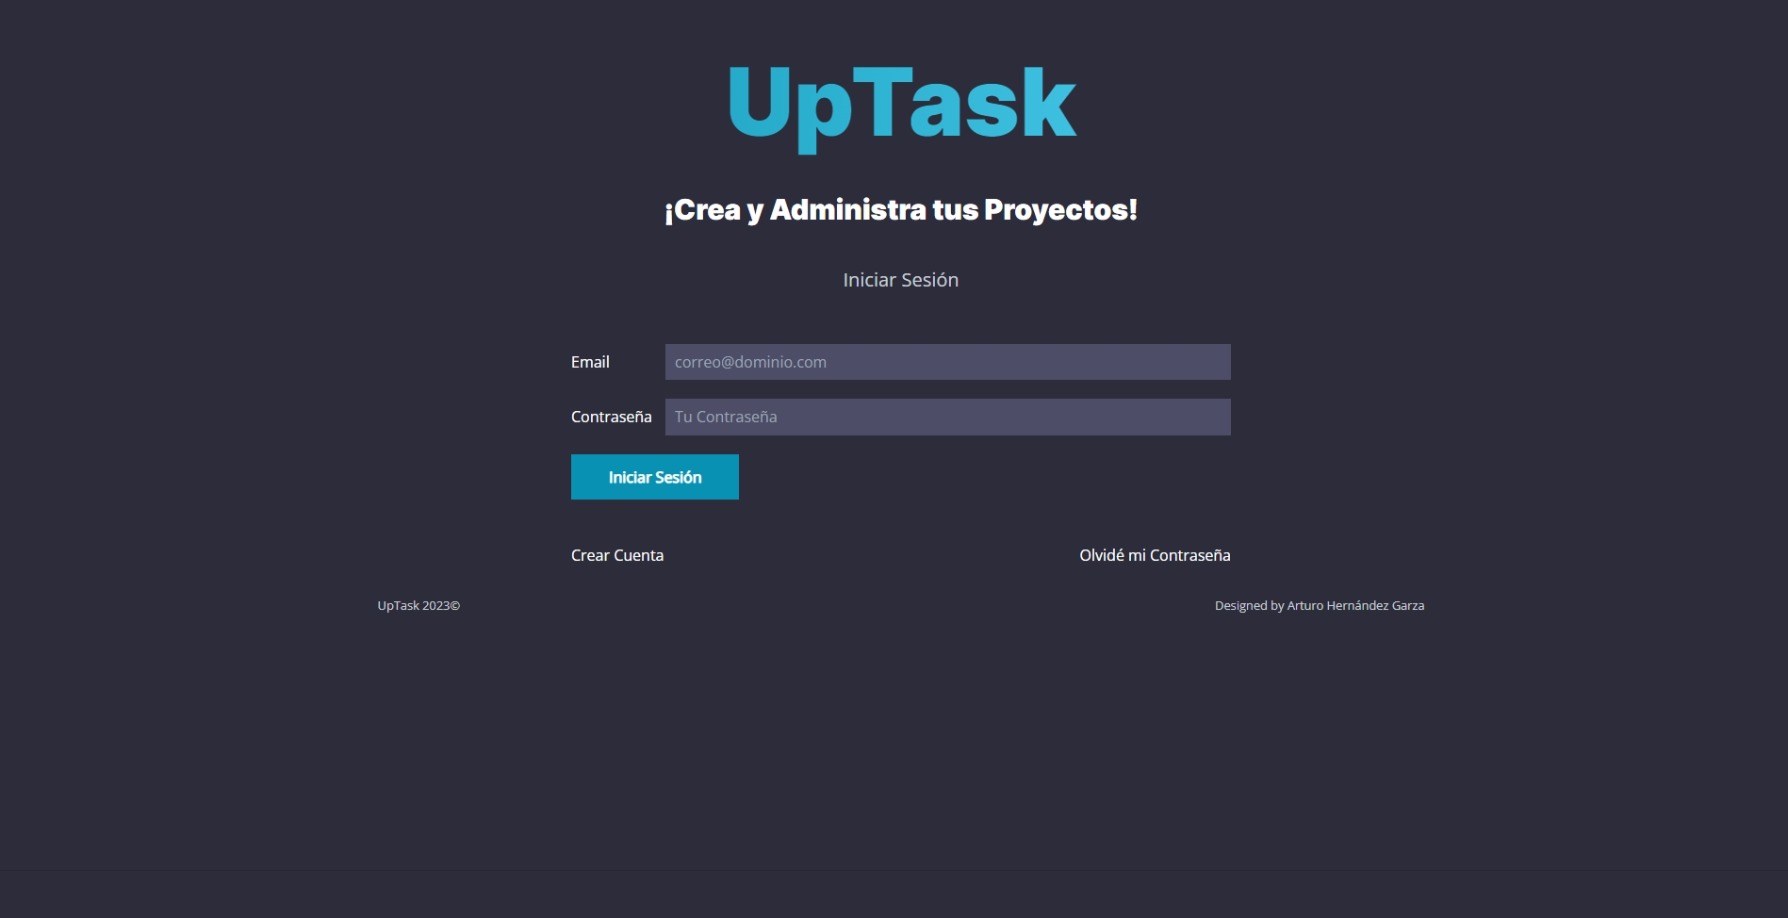 UpTask
¡Crea y Administra tus Proyectos!
Iniciar Sesión
Email correo@dominio.com
Contraseña Tu Contraseña
Iniciar Sesión
Crear Cuenta Olvidé mi Contraseña
UpTask 2023© Designed by Arturo Hernández Garza